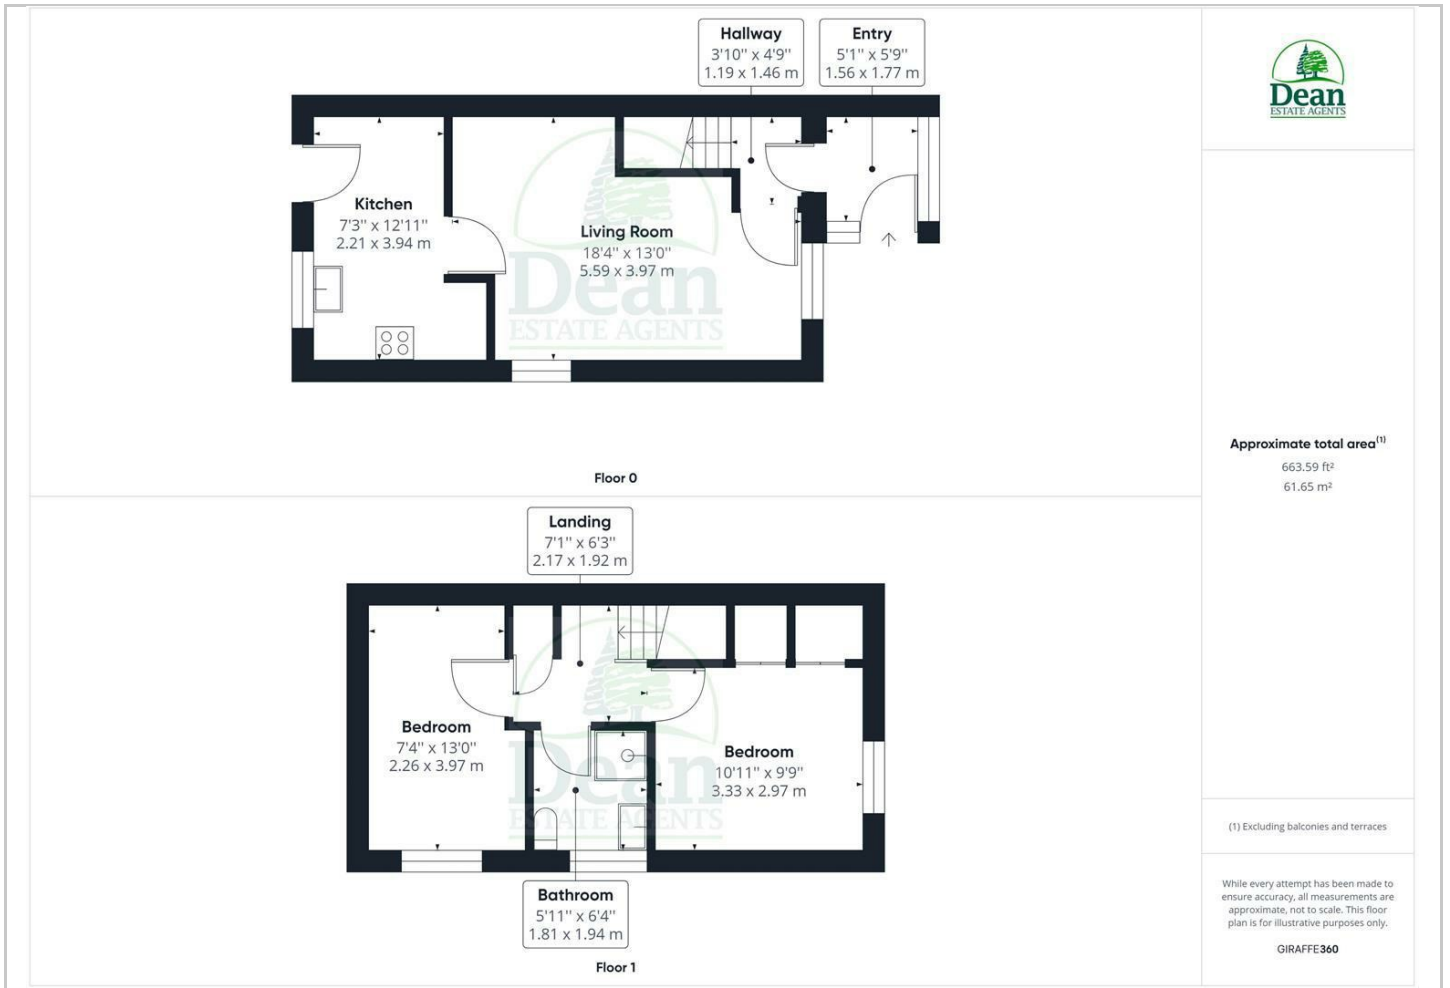 Hallway
3'10'' x 4'9''
1.19 x 1.46 m
Entry
5'1'' x 5'9''
1.56 x 1.77 m
Kitchen
7'3'' x 12'11''
2.21 x 3.94 m
Living Room
18'4'' x 13'0''
5.59 x 3.97 m
Dean
ESTATE AGENTS
Floor 0
Landing
7'1'' x 6'3''
2.17 x 1.92 m
Bedroom
7'4'' x 13'0''
2.26 x 3.97 m
Bedroom
10'11'' x 9'9''
3.33 x 2.97 m
Dean
ESTATE AGENTS
Bathroom
5'11'' x 6'4''
1.81 x 1.94 m
Floor 1
Dean
ESTATE AGENTS
Approximate total area(1)
663.59 ft²
61.65 m²
(1) Excluding balconies and terraces
While every attempt has been made to
ensure accuracy, all measurements are
approximate, not to scale. This floor
plan is for illustrative purposes only.
GIRAFFE360